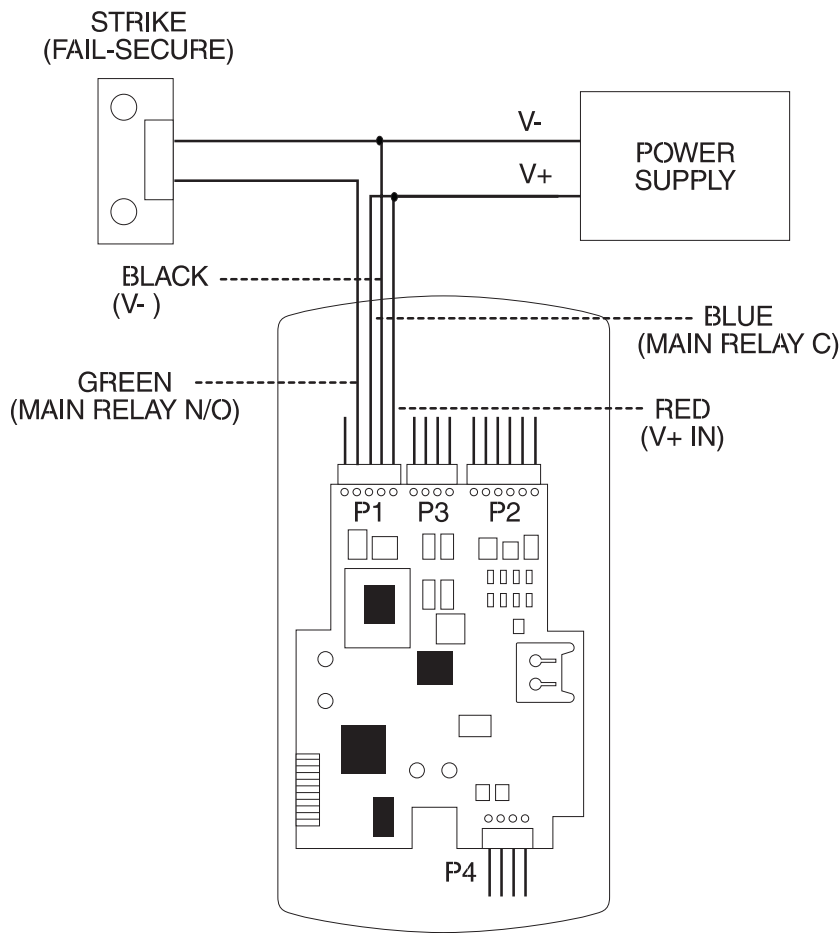 STRIKE
(FAIL-SECURE)
V-
V+
POWER
SUPPLY
BLACK
(V- )
BLUE
(MAIN RELAY C)
GREEN
(MAIN RELAY N/O)
RED
(V+ IN)
P1
P3
P2
P4